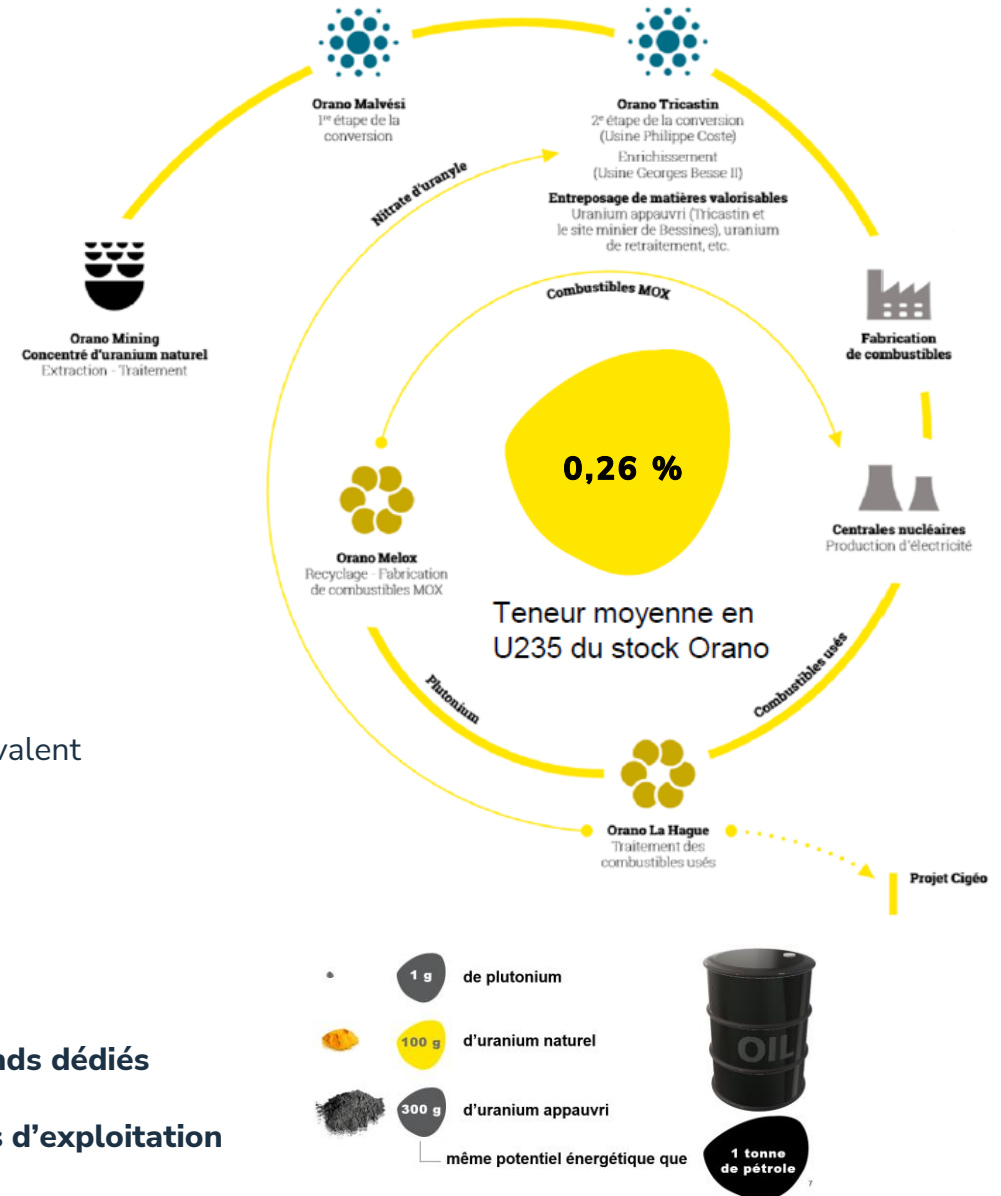 Orano Malvési
1re étape de la
conversion
Orano Tricastin
2e étape de la conversion
(Usine Philippe Coste)
Enrichissement
(Usine Georges Besse II)
Entreposage de matières valorisables
Uranium appauvri (Tricastin et
le site minier de Bessines), uranium
de retraitement, etc.
Nitrate d'uranyle
Combustibles MOX
Orano Mining
Concentré d'uranium naturel
Extraction - Traitement
Fabrication
de combustibles
0,26 %
Centrales nucléaires
Production d'électricité
Orano Melox
Recyclage - Fabrication
de combustibles MOX
Teneur moyenne en
U235 du stock Orano
Plutonium
Combustibles usés
valent
Orano La Hague
Traitement des
combustibles usés
Projet Cigéo
1 g de plutonium
100 g d'uranium naturel
OIL
nds dédiés
300 g d'uranium appauvri
s d'exploitation
même potentiel énergétique que
1 tonne
de pétrole
7